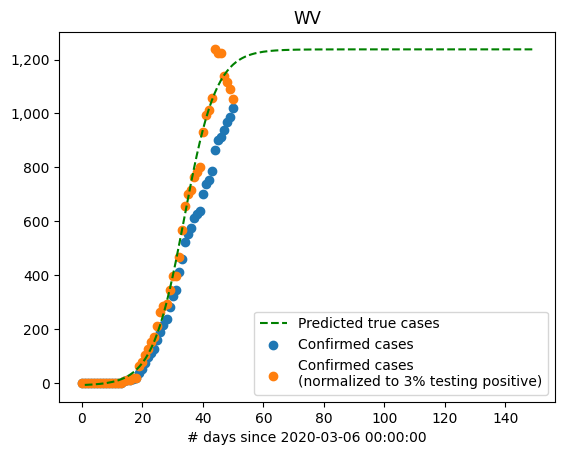 WV
1,200
1,000
800
600
400
200
0
0 20 40 60 80 100 120 140
# days since 2020-03-06 00:00:00
Predicted true cases
Confirmed cases
Confirmed cases
(normalized to 3% testing positive)